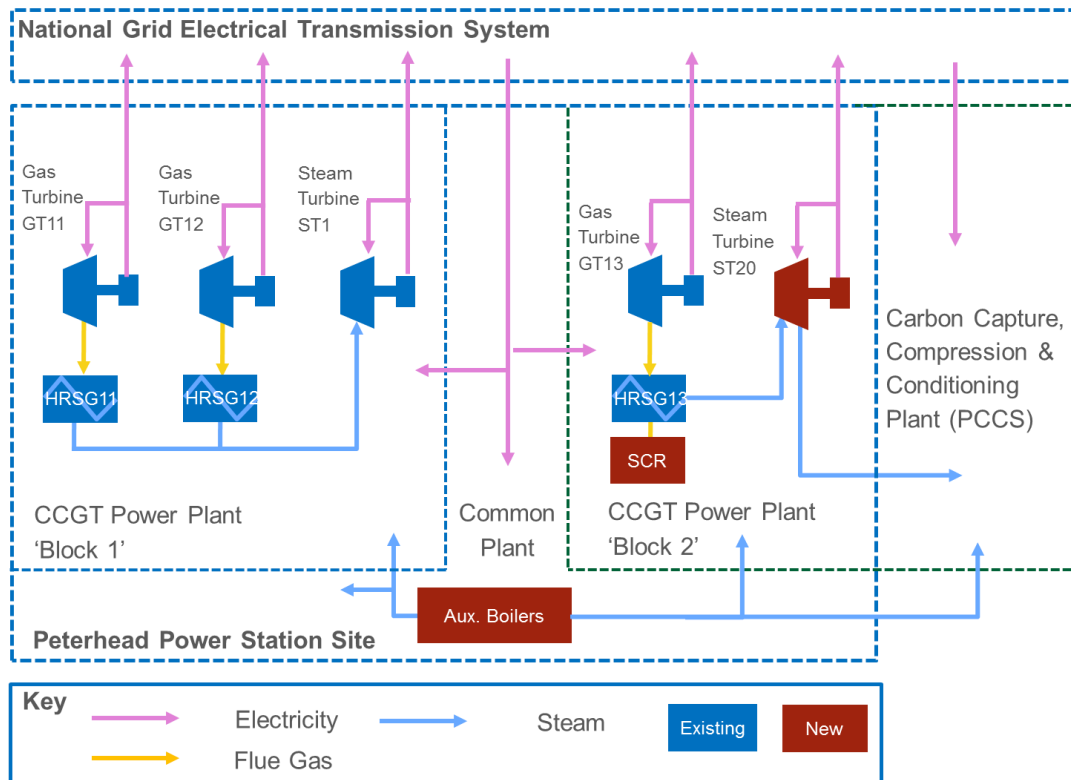 National Grid Electrical Transmission System
Gas
Turbine
GT11
Gas
Turbine
GT12
Steam
Turbine
ST1
Gas
Turbine
GT13
Steam
Turbine
ST20
HRSG11
HRSG12
HRSG13
SCR
Carbon Capture,
Compression &
Conditioning
Plant (PCCS)
CCGT Power Plant
‘Block 1’
Common
Plant
CCGT Power Plant
‘Block 2’
Aux. Boilers
Peterhead Power Station Site
Key
Electricity
Steam
Existing
New
Flue Gas